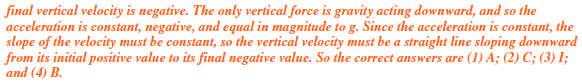 final vertical velocity is negative. The only vertical force is gravity acting downward, and so the
acceleration is constant, negative, and equal in magnitude to g. Since the acceleration is constant, the
slope of the velocity must be constant, so the vertical velocity must be a straight line sloping downward
from its initial positive value to its final negative value. So the correct answers are (1) A; (2) C; (3) I;
and (4) B.